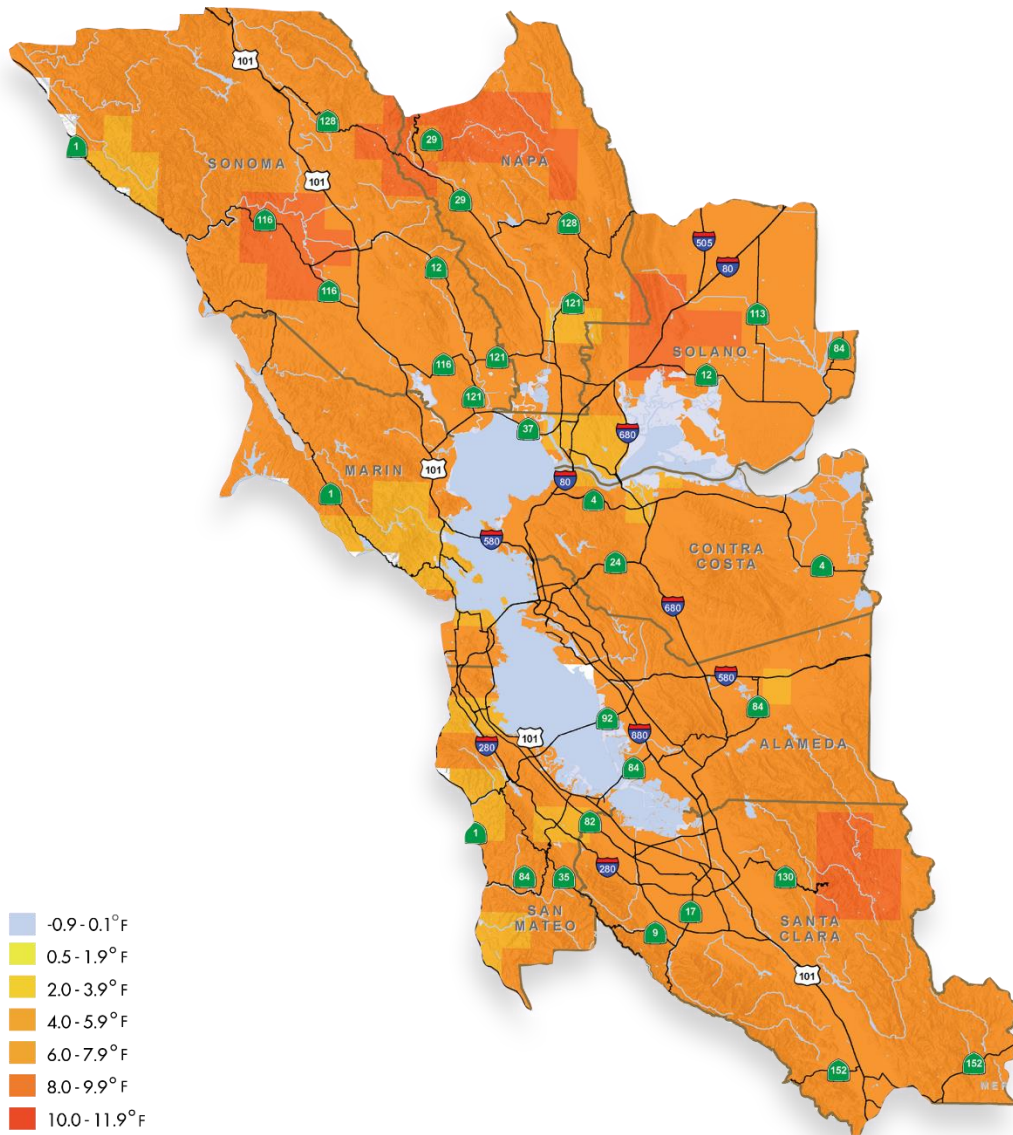 101
128
29
1
SONOMA
NAPA
101
29
116
128
505
12
80
116
121
113
SOLANO
84
116
121
12
121
37
680
MARIN
101
80
1
4
580
CONTRA
COSTA
24
4
680
580
84
92
101
880
280
ALAMEDA
84
82
1
280
84
35
130
17
SAN
MATEO
SANTA
CLARA
9
101
152
152
MER
-0.9 - 0.1°F
0.5 - 1.9°F
2.0 - 3.9°F
4.0 - 5.9°F
6.0 - 7.9°F
8.0 - 9.9°F
10.0 - 11.9°F